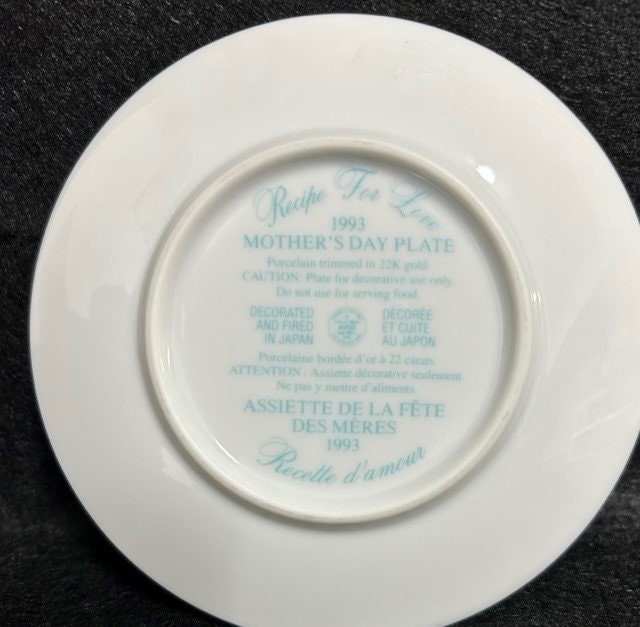 Recipe For Love
1993
MOTHER'S DAY PLATE
Porcelain trimmed in 22K gold.
CAUTION: Plate for decorative use only.
Do not use for serving food.
DECORATED
AND FIRED
IN JAPAN
DÉCORÉE
ET CUITE
AU JAPON
Porcelaine bordée d'or à 22 carats.
ATTENTION : Assiette décorative seulement.
Ne pas y mettre d'aliments.
ASSIETTE DE LA FÊTE
DES MÈRES
1993
Recette d'amour